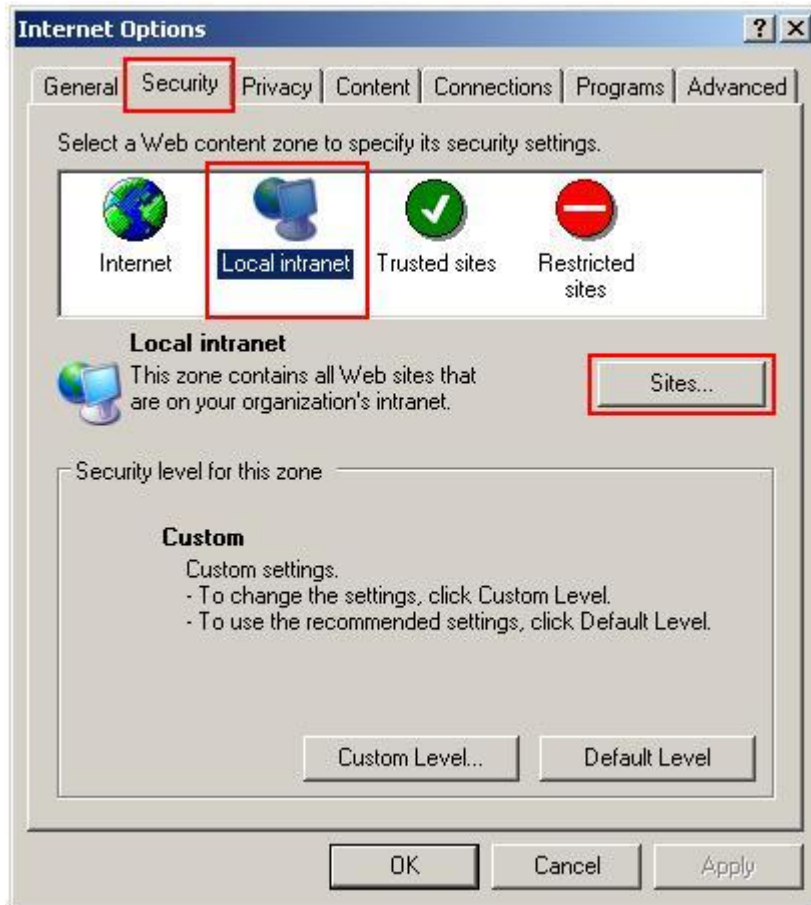 Internet Options
General Security Privacy Content Connections Programs Advanced
Select a Web content zone to specify its security settings.
Internet Local intranet Trusted sites Restricted
sites
Local intranet
This zone contains all Web sites that
are on your organization's intranet.
Sites...
Security level for this zone
Custom
Custom settings.
- To change the settings, click Custom Level.
- To use the recommended settings, click Default Level.
Custom Level... Default Level
OK Cancel Apply